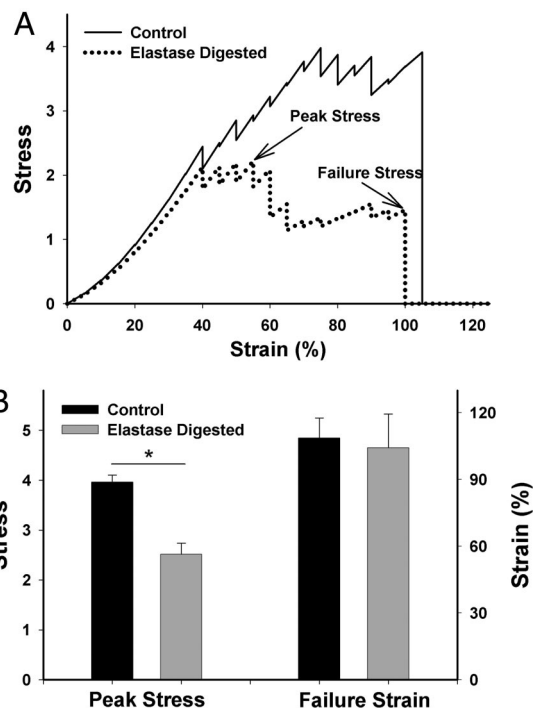 A
Control
Elastase Digested
Peak Stress
Failure Stress
Stress
4
3
2
1
0
0 20 40 60 80 100 120
Strain (%)
B
Control
Elastase Digested
*
Stress
5
4
3
2
1
0
120
90
60
30
0
Strain (%)
Peak Stress Failure Strain